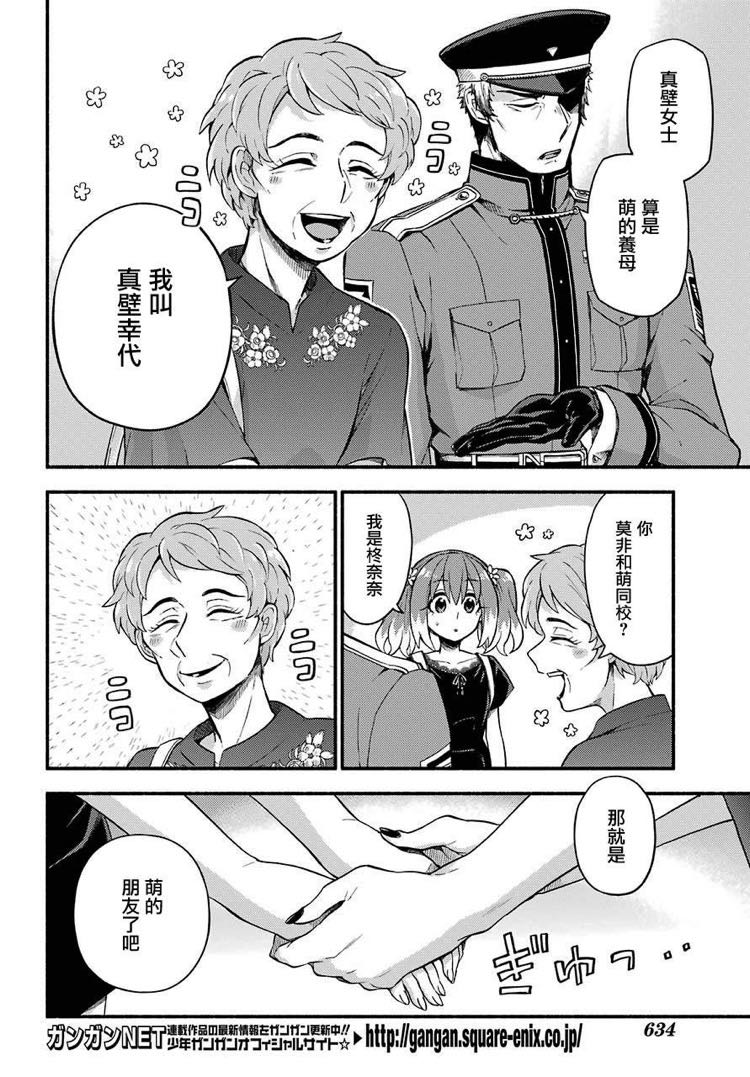 真壁女士
算是
萌的養母
ニコ
ニコ
我叫
真壁幸代
你
莫非和萌同校？
我是柊奈奈
ニコ
ニコ
那就是
萌的
朋友了吧
ぎゅっ・・
ガンガンNET
連載作品の最新情報をガンガン更新中!!
少年ガンガンオフィシャルサイト☆
▶http://gangan.square-enix.co.jp/
634